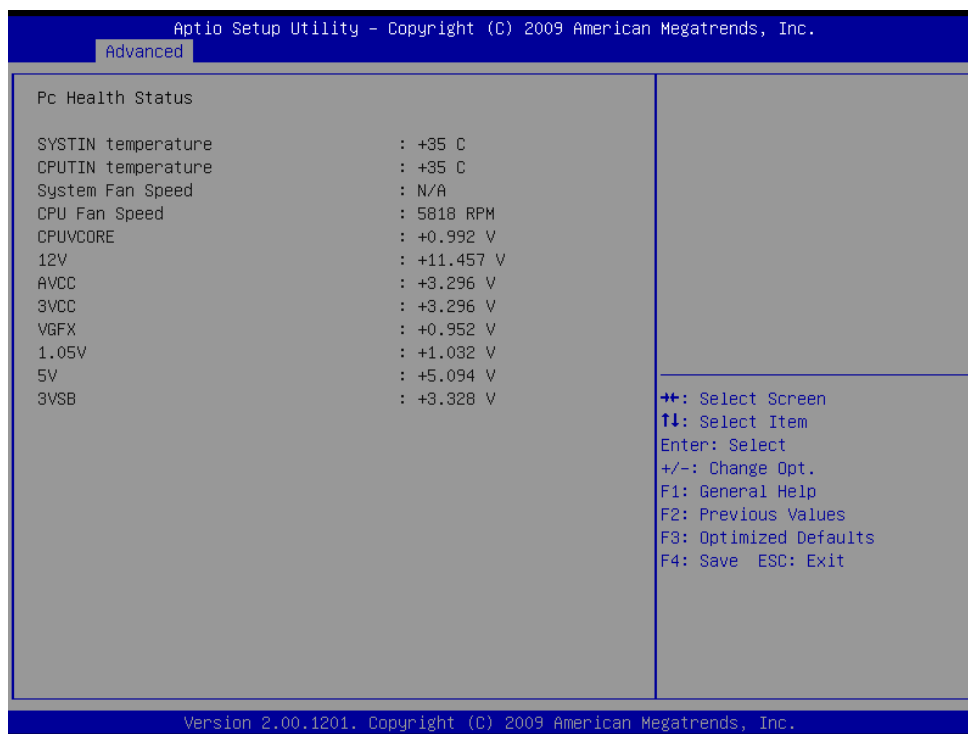 Aptio Setup Utility – Copyright (C) 2009 American Megatrends, Inc.
Advanced
Pc Health Status
SYSTIN temperature : +35 C
CPUTIN temperature : +35 C
System Fan Speed : N/A
CPU Fan Speed : 5818 RPM
CPUVCORE : +0.992 V
12V : +11.457 V
AVCC : +3.296 V
3VCC : +3.296 V
VGFX : +0.952 V
1.05V : +1.032 V
5V : +5.094 V
3VSB : +3.328 V
→←: Select Screen
↑↓: Select Item
Enter: Select
+/-: Change Opt.
F1: General Help
F2: Previous Values
F3: Optimized Defaults
F4: Save ESC: Exit
Version 2.00.1201. Copyright (C) 2009 American Megatrends, Inc.